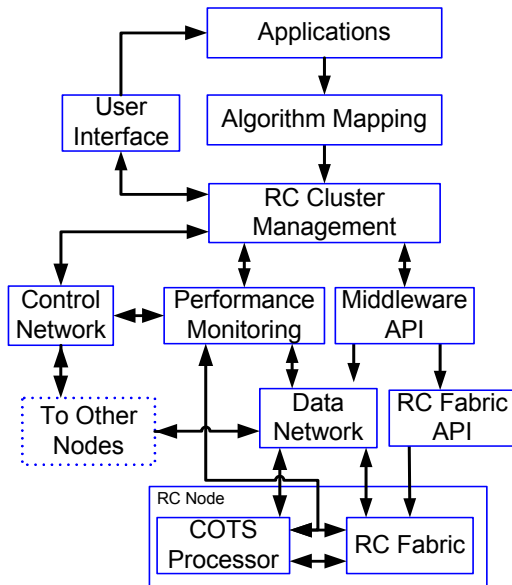 Applications
User
Interface
Algorithm Mapping
RC Cluster
Management
Control
Network
Performance
Monitoring
Middleware
API
To Other
Nodes
Data
Network
RC Fabric
API
RC Node
COTS
Processor
RC Fabric